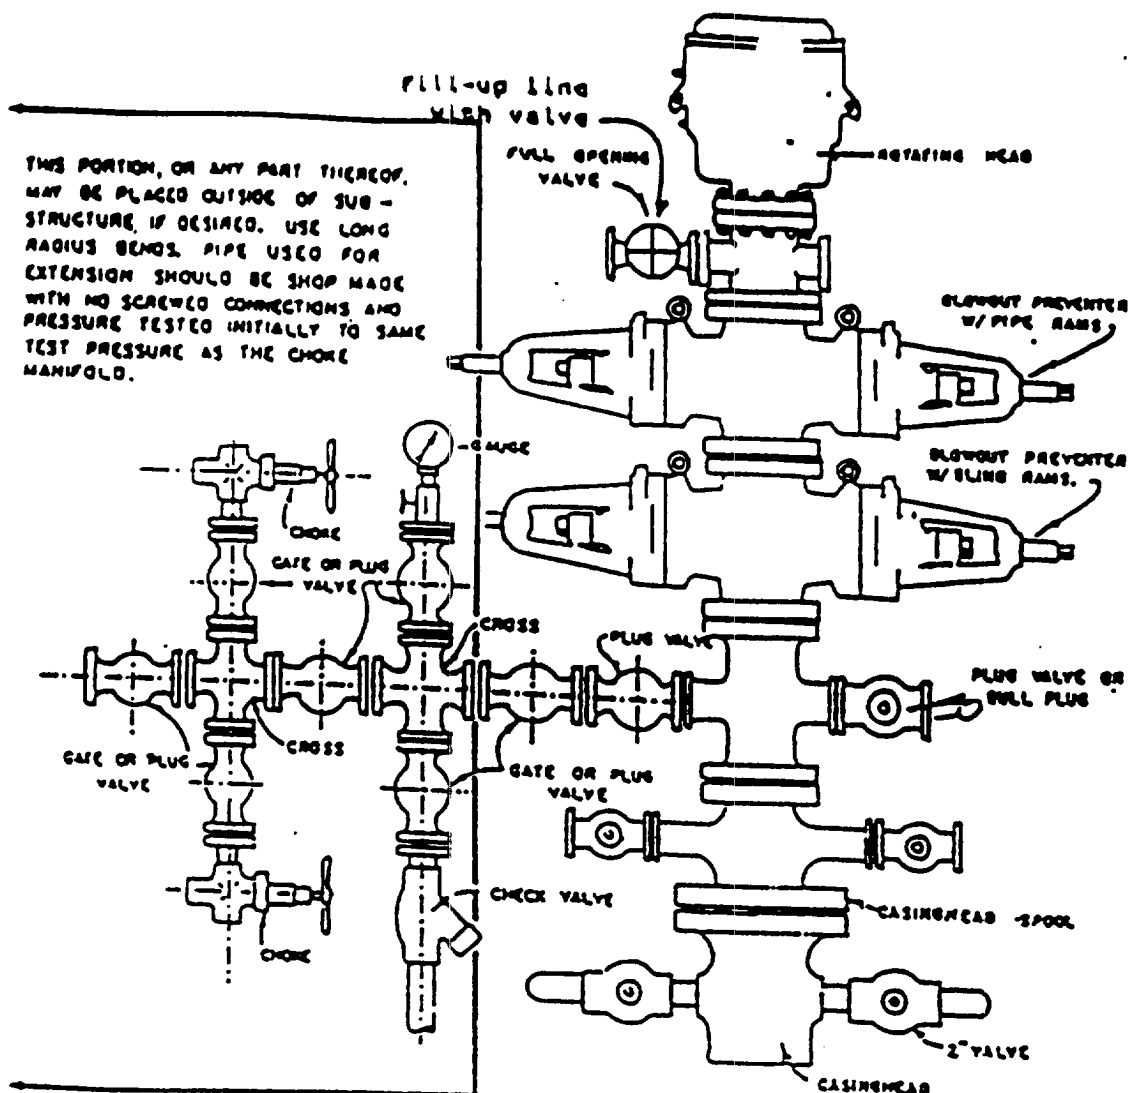 Fill-up line
with valve
FULL OPENING
VALVE
ROTATING HEAD
THIS PORTION, OR ANY PART THEREOF,
MAY BE PLACED OUTSIDE OF SUB-
STRUCTURE, IF DESIRED. USE LONG
RADIUS BENDS. PIPE USED FOR
EXTENSION SHOULD BE SHOP MADE
WITH NO SCREWED CONNECTIONS AND
PRESSURE TESTED INITIALLY TO SAME
TEST PRESSURE AS THE CHOKE
MANIFOLD.
BLOWOUT PREVENTER
W/ PIPE RAMS.
GAUGE
BLOWOUT PREVENTER
W/ BLIND RAMS.
CHOKE
GATE OR PLUG
VALVE
CROSS
PLUG VALVE
PLUG VALVE OR
BULL PLUG
CROSS
GATE OR PLUG
VALVE
GATE OR PLUG
VALVE
CHECK VALVE
CASINGHEAD SPOOL
CHOKE
2" VALVE
CASINGHEAD